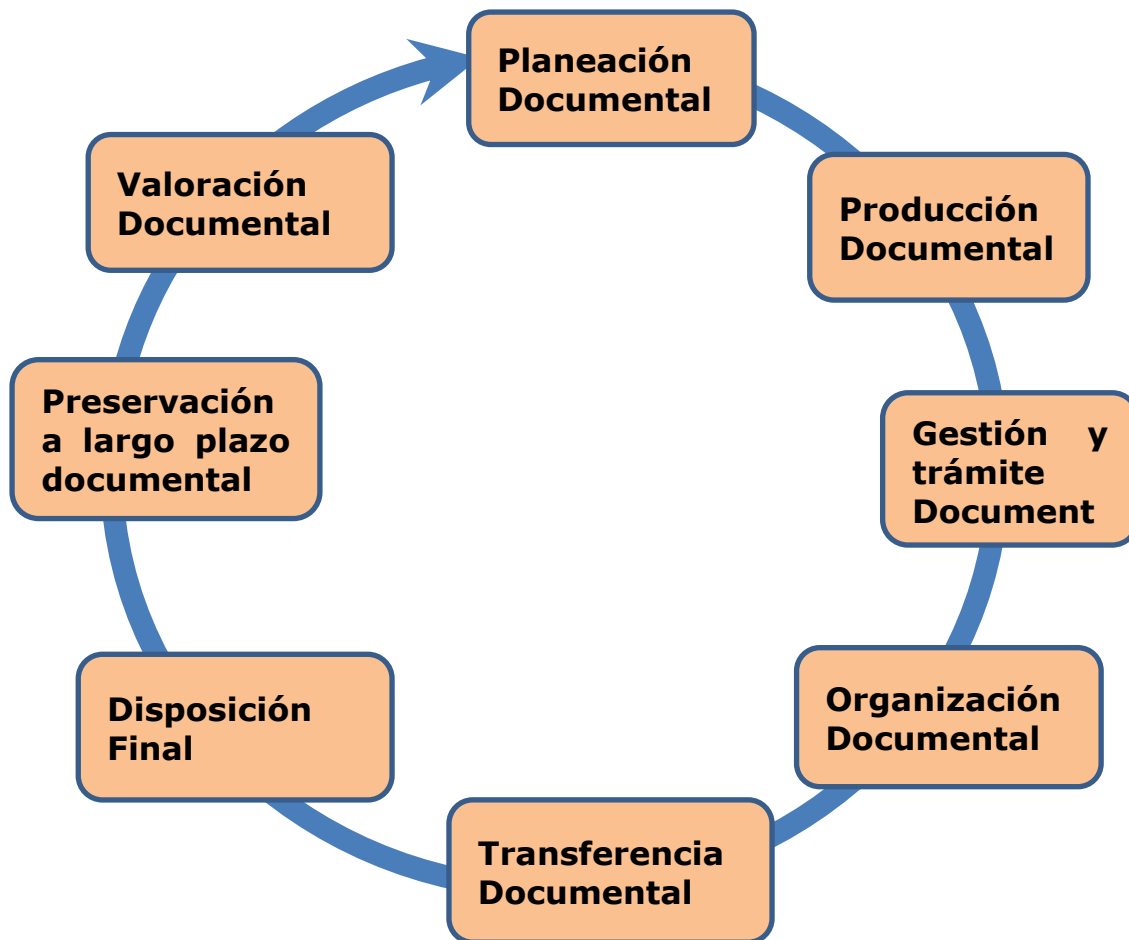 Planeación
Documental
Producción
Documental
Gestión y
trámite
Document
Organización
Documental
Transferencia
Documental
Disposición
Final
Preservación
a largo plazo
documental
Valoración
Documental